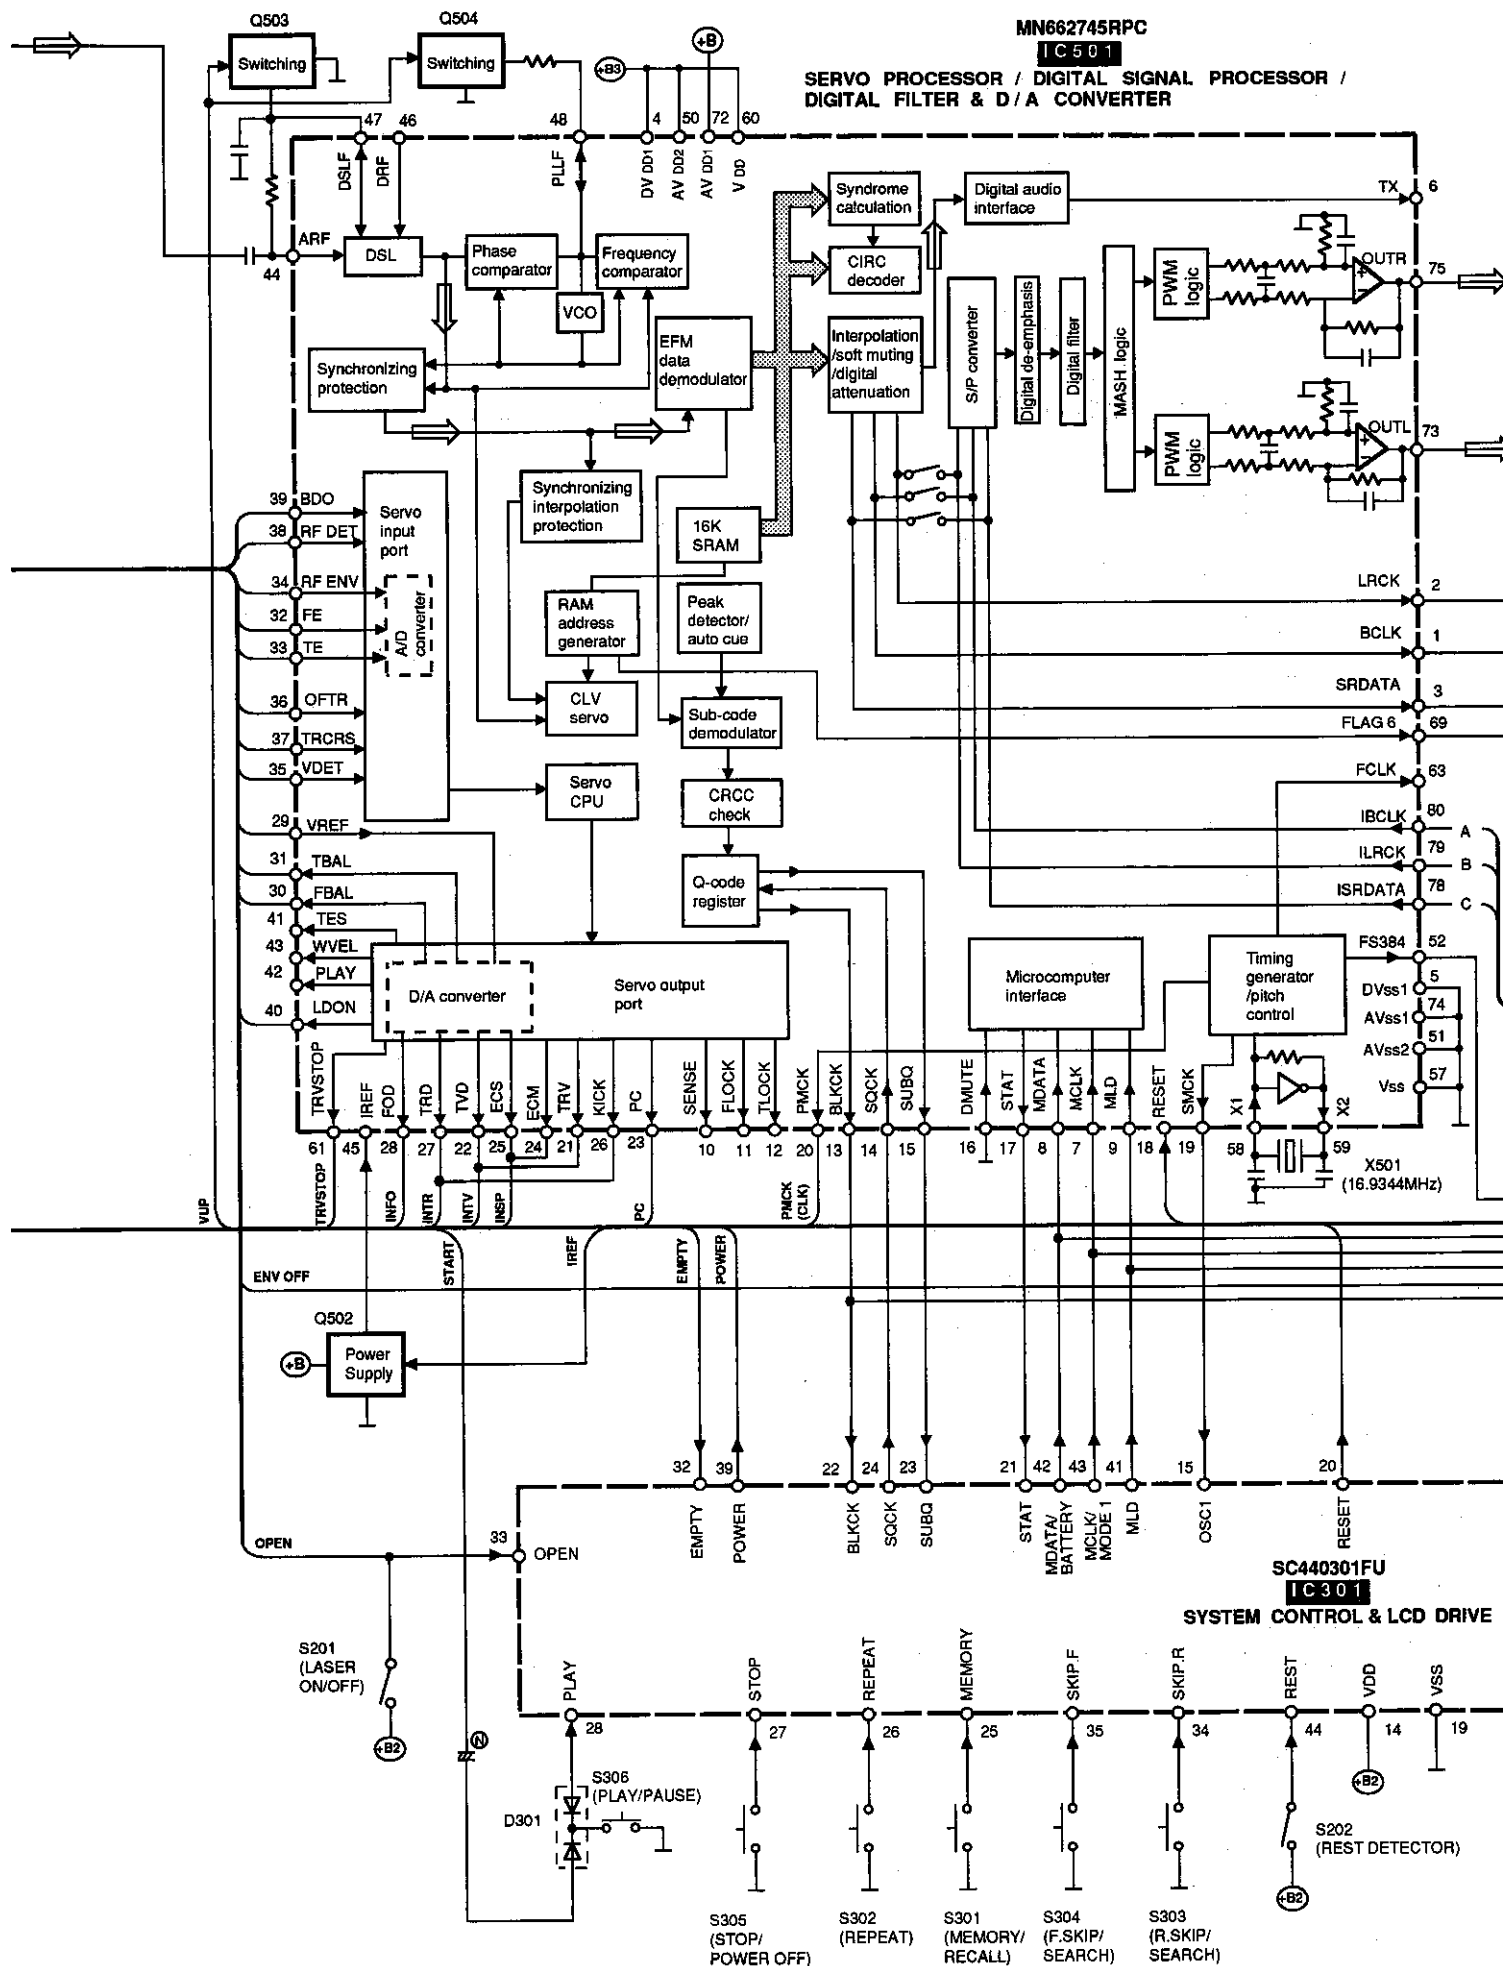 Q503
Q504
MN662745RPC
IC501
SERVO PROCESSOR / DIGITAL SIGNAL PROCESSOR /
DIGITAL FILTER & D/A CONVERTER
Switching
Switching
+B3
+B
47
46
48
4
50
72
60
DSLF
DRF
PLLF
DV DD1
AV DD2
AV DD1
V DD
Syndrome
calculation
Digital audio
interface
TX
6
ARF
44
DSL
Phase
comparator
Frequency
comparator
VCO
CIRC
decoder
PWM
logic
OUTR
75
Synchronizing
protection
EFM
data
demodulator
Interpolation
/soft muting
/digital
attenuation
S/P converter
Digital de-emphasis
Digital filter
MASH logic
PWM
logic
OUTL
73
39
BDO
38
RF DET
34
RF ENV
32
FE
33
TE
36
OFTR
37
TRCRS
35
VDET
Servo
input
port
A/D
converter
Synchronizing
interpolation
protection
16K
SRAM
RAM
address
generator
Peak
detector/
auto cue
CLV
servo
Sub-code
demodulator
Servo
CPU
CRCC
check
Q-code
register
LRCK
2
BCLK
1
SRDATA
3
FLAG 6
69
FCLK
63
IBCLK
80
A
ILRCK
79
B
ISRDATA
78
C
29
VREF
31
TBAL
30
FBAL
41
TES
43
WVEL
42
PLAY
40
LDON
D/A converter
Servo output
port
Microcomputer
interface
Timing
generator
/pitch
control
FS384
52
5
DVss1
74
AVss1
51
AVss2
57
Vss
TRVSTOP
IREF
FOD
TRD
TVD
ECS
ECM
TRV
KICK
PC
SENSE
FLOCK
TLOCK
PMCK
BLKCK
SQCK
SUBQ
DMUTE
STAT
MDATA
MCLK
MLD
RESET
SMCK
X1
X2
61
45
28
27
22
25
24
21
26
23
10
11
12
20
13
14
15
16
17
8
7
9
18
19
58
59
X501
(16.9344MHz)
VUP
TRVSTOP
INFO
INTR
INTV
INSP
PC
PMCK
(CLK)
START
IREF
EMPTY
POWER
ENV OFF
Q502
+B
Power
Supply
32
39
22
24
23
21
42
43
41
15
20
EMPTY
POWER
BLKCK
SQCK
SUBQ
STAT
MDATA/
BATTERY
MCLK/
MODE 1
MLD
OSC1
RESET
OPEN
33
OPEN
SC440301FU
IC301
SYSTEM CONTROL & LCD DRIVE
S201
(LASER
ON/OFF)
+B2
PLAY
STOP
REPEAT
MEMORY
SKIP.F
SKIP.R
REST
VDD
VSS
28
27
26
25
35
34
44
14
19
N
S306
(PLAY/PAUSE)
D301
+B2
S202
(REST DETECTOR)
+B2
S305
(STOP/
POWER OFF)
S302
(REPEAT)
S301
(MEMORY/
RECALL)
S304
(F.SKIP/
SEARCH)
S303
(R.SKIP/
SEARCH)